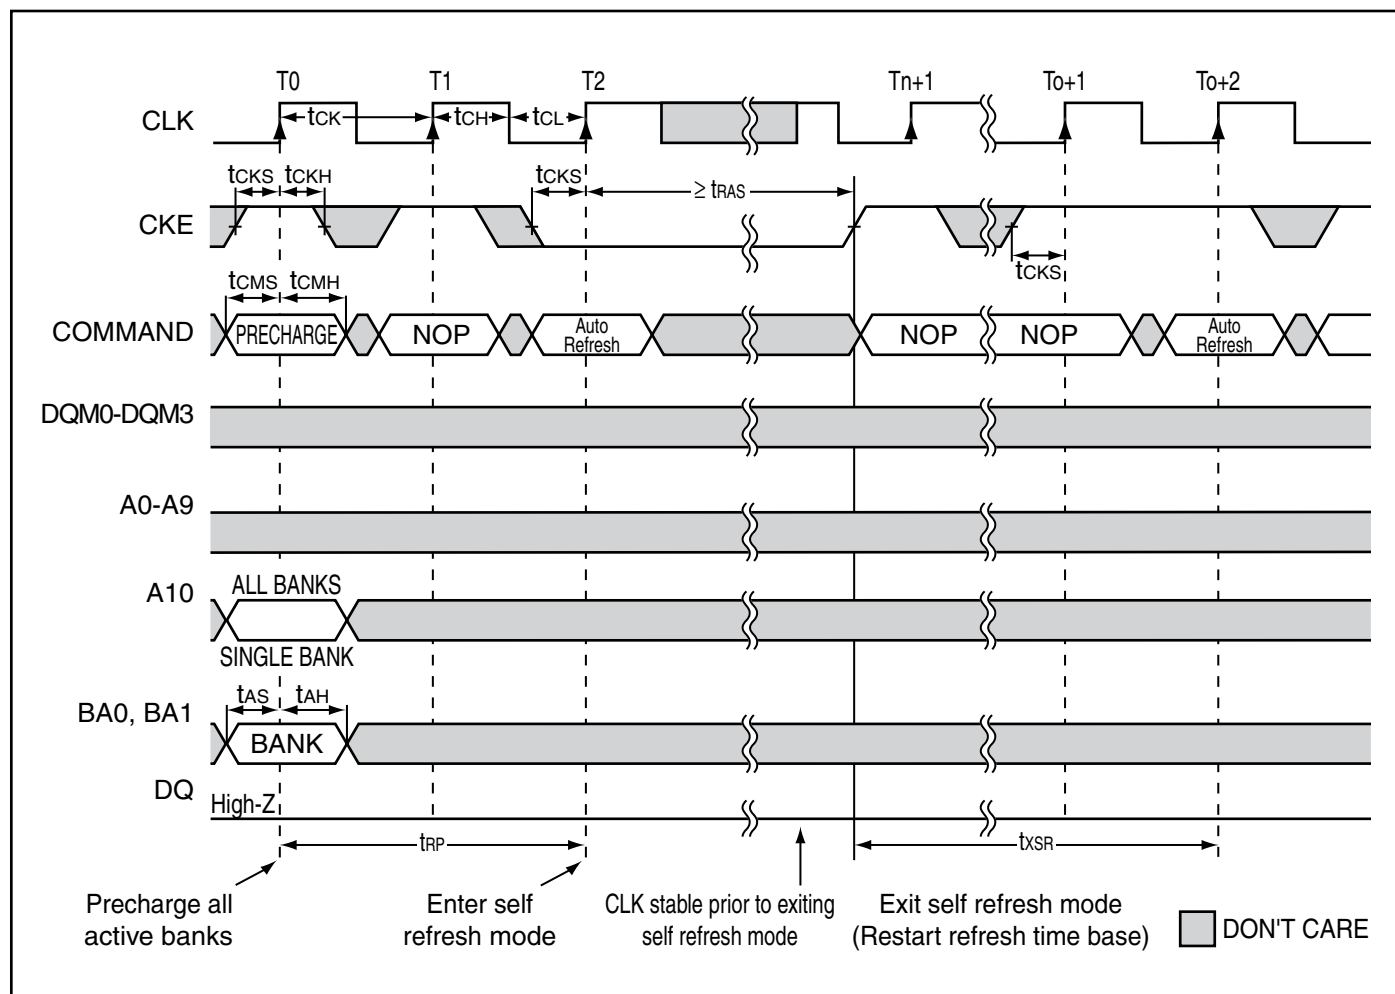 T0 T1 T2 Tn+1 To+1 To+2
CLK tCK tCH tCL
tCKS tCKH tCKS ≥ tRAS
CKE
tCKS
tCMS tCMH
COMMAND PRECHARGE NOP Auto Refresh NOP NOP Auto Refresh
DQM0-DQM3
A0-A9
A10 ALL BANKS
SINGLE BANK
tAS tAH
BA0, BA1 BANK
DQ High-Z
tRP tXSR
Precharge all
active banks
Enter self
refresh mode
CLK stable prior to exiting
self refresh mode
Exit self refresh mode
(Restart refresh time base)
DON'T CARE